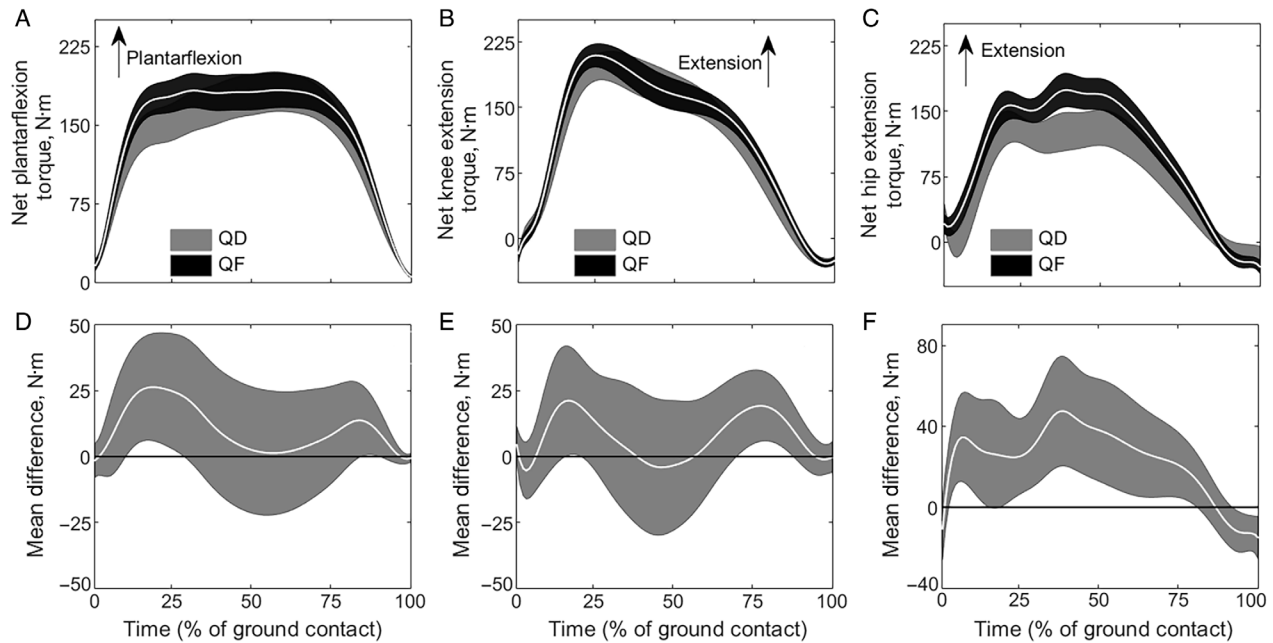 A
Net plantarflexion
torque, N·m
225
150
75
0
Plantarflexion
QD
QF
B
Net knee extension
torque, N·m
225
150
75
0
Extension
QD
QF
C
Net hip extension
torque, N·m
225
150
75
0
Extension
QD
QF
D
Mean difference, N·m
50
25
0
−25
−50
0 25 50 75 100
Time (% of ground contact)
E
Mean difference, N·m
50
25
0
−25
−50
0 25 50 75 100
Time (% of ground contact)
F
Mean difference, N·m
80
40
0
−40
0 25 50 75 100
Time (% of ground contact)